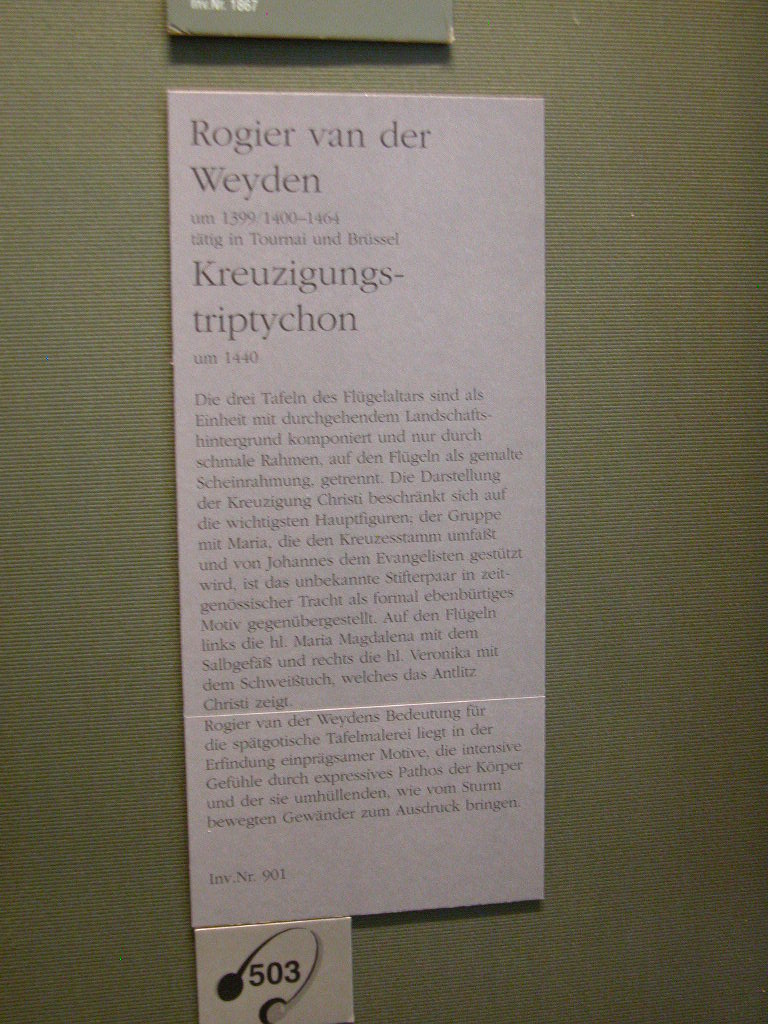 Inv.Nr. 1867
Rogier van der
Weyden
um 1399/1400–1464
tätig in Tournai und Brüssel
Kreuzigungs-
triptychon
um 1440
Die drei Tafeln des Flügelaltars sind als
Einheit mit durchgehendem Landschafts-
hintergrund komponiert und nur durch
schmale Rahmen, auf den Flügeln als gemalte
Scheinrahmung, getrennt. Die Darstellung
der Kreuzigung Christi beschränkt sich auf
die wichtigsten Hauptfiguren; der Gruppe
mit Maria, die den Kreuzesstamm umfaßt
und von Johannes dem Evangelisten gestützt
wird, ist das unbekannte Stifterpaar in zeit-
genössischer Tracht als formal ebenbürtiges
Motiv gegenübergestellt. Auf den Flügeln
links die hl. Maria Magdalena mit dem
Salbgefäß und rechts die hl. Veronika mit
dem Schweißtuch, welches das Antlitz
Christi zeigt.
Rogier van der Weydens Bedeutung für
die spätgotische Tafelmalerei liegt in der
Erfindung einprägsamer Motive, die intensive
Gefühle durch expressives Pathos der Körper
und der sie umhüllenden, wie vom Sturm
bewegten Gewänder zum Ausdruck bringen.
Inv.Nr. 901
503